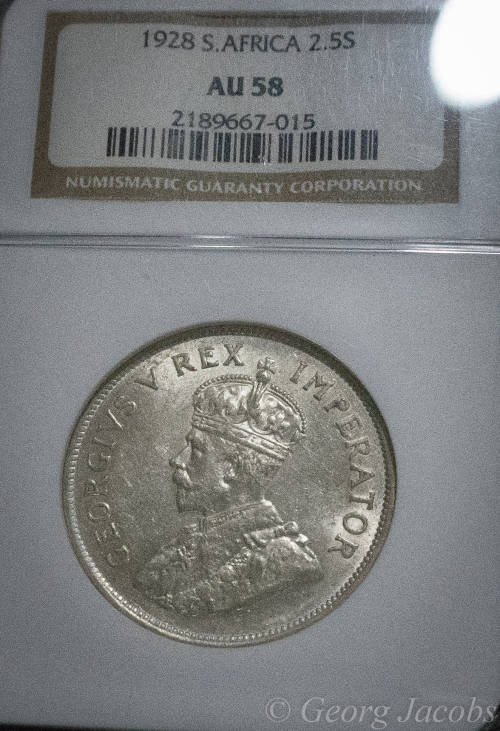 1928 S.AFRICA 2.5S
AU 58
2189667-015
NUMISMATIC GUARANTY CORPORATION
GEORGIVS V REX IMPERATOR
© Georg Jacobs